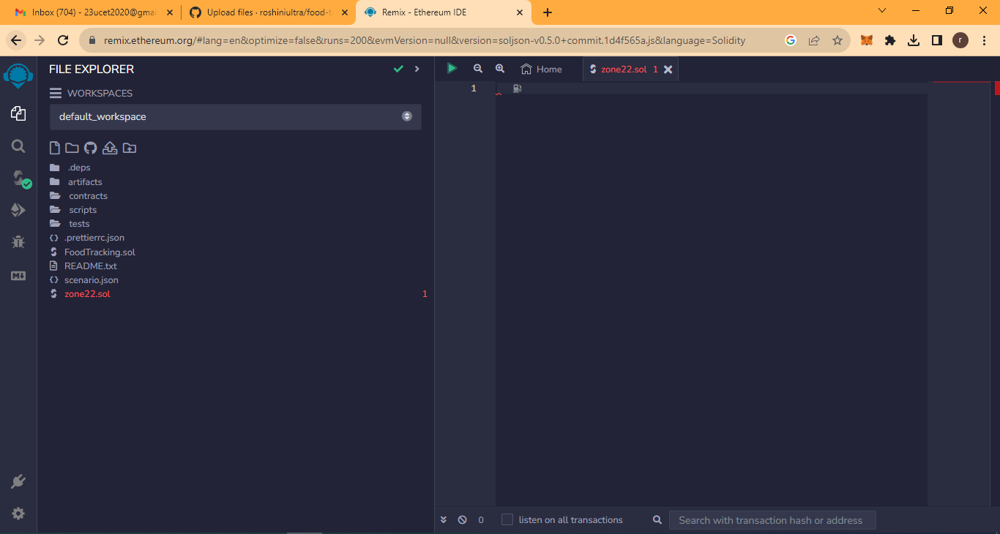 Inbox (704) - 23ucet2020@gmai
Upload files · roshiniultra/food-t
Remix - Ethereum IDE
remix.ethereum.org/#lang=en&optimize=false&runs=200&evmVersion=null&version=soljson-v0.5.0+commit.1d4f565a.js&language=Solidity
r
FILE EXPLORER
WORKSPACES
default_workspace
.deps
artifacts
contracts
scripts
tests
{} .prettierrc.json
FoodTracking.sol
README.txt
{} scenario.json
zone22.sol 1
Home
zone22.sol 1
1
0
listen on all transactions
Search with transaction hash or address